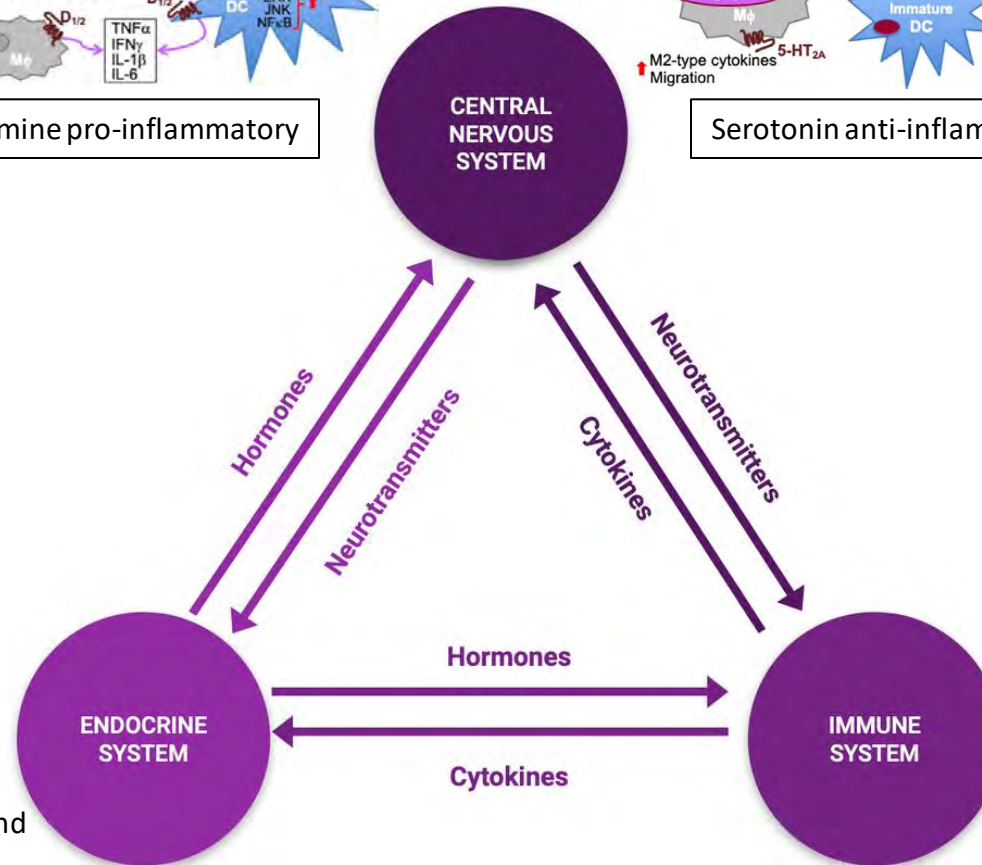 D1/2
D1/2
DC
JNK
NFκB
TNFα
IFNγ
IL-1β
IL-6
Mϕ
Mϕ
5-HT2A
M2-type cytokines
Migration
Immature
DC
mine pro-inflammatory
Serotonin anti-inflam
CENTRAL
NERVOUS
SYSTEM
Hormones
Neurotransmitters
Cytokines
Neurotransmitters
Hormones
Cytokines
ENDOCRINE
SYSTEM
IMMUNE
SYSTEM
nd